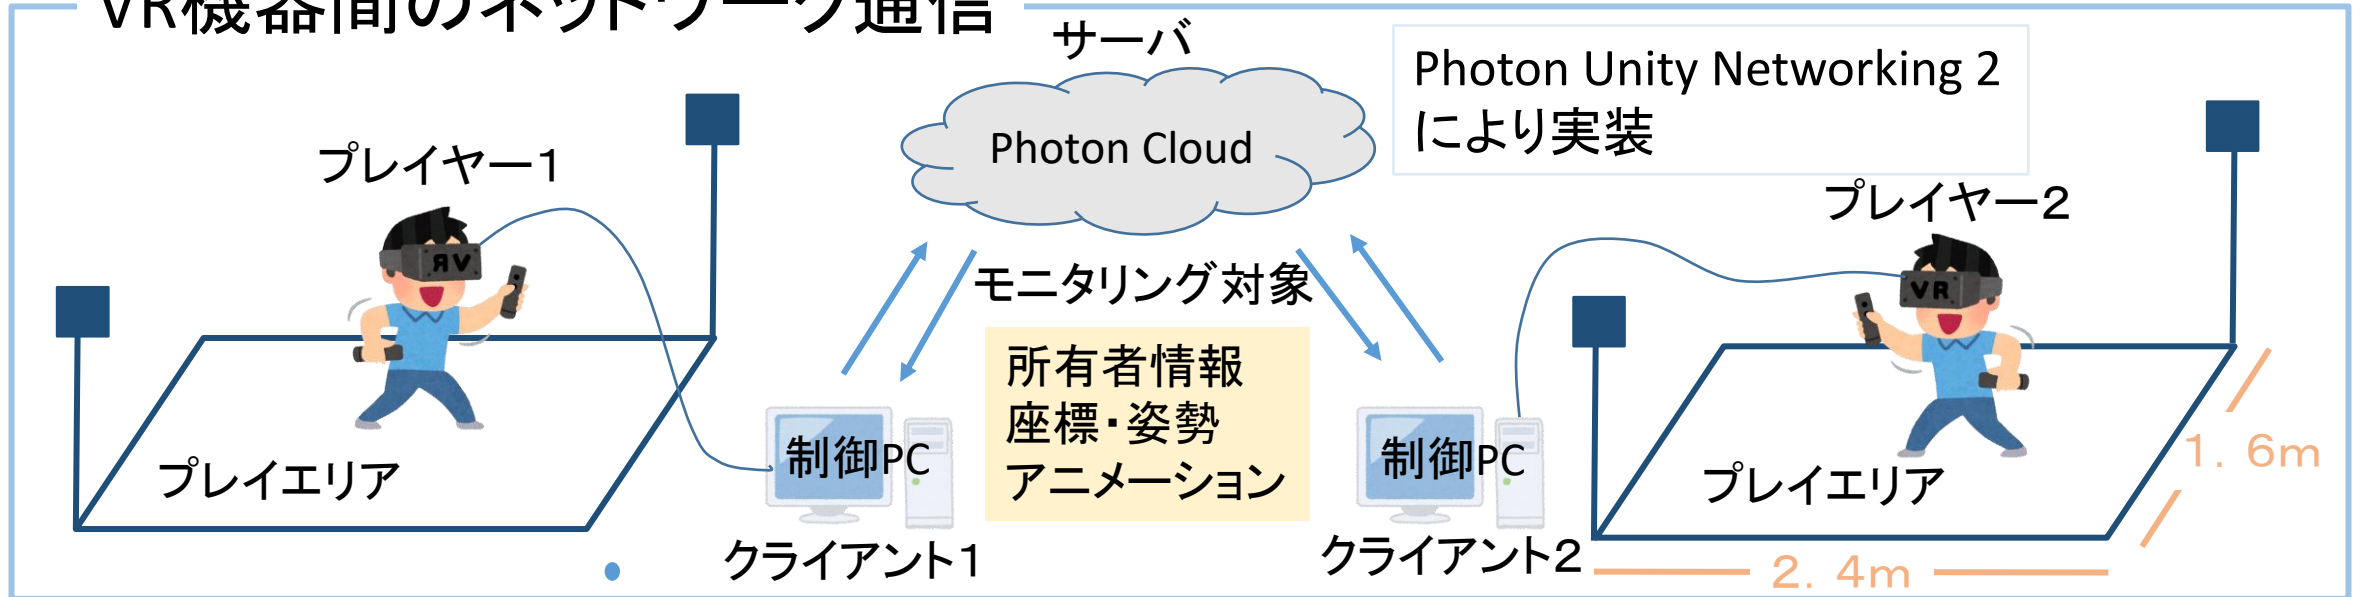 VR機器間のネットワーク通信
サーバ
Photon Cloud
Photon Unity Networking 2
により実装
プレイヤー1
プレイヤー2
VR
VR
モニタリング対象
所有者情報
座標・姿勢
アニメーション
制御PC
制御PC
プレイエリア
プレイエリア
クライアント1
クライアント2
1. 6m
2. 4m